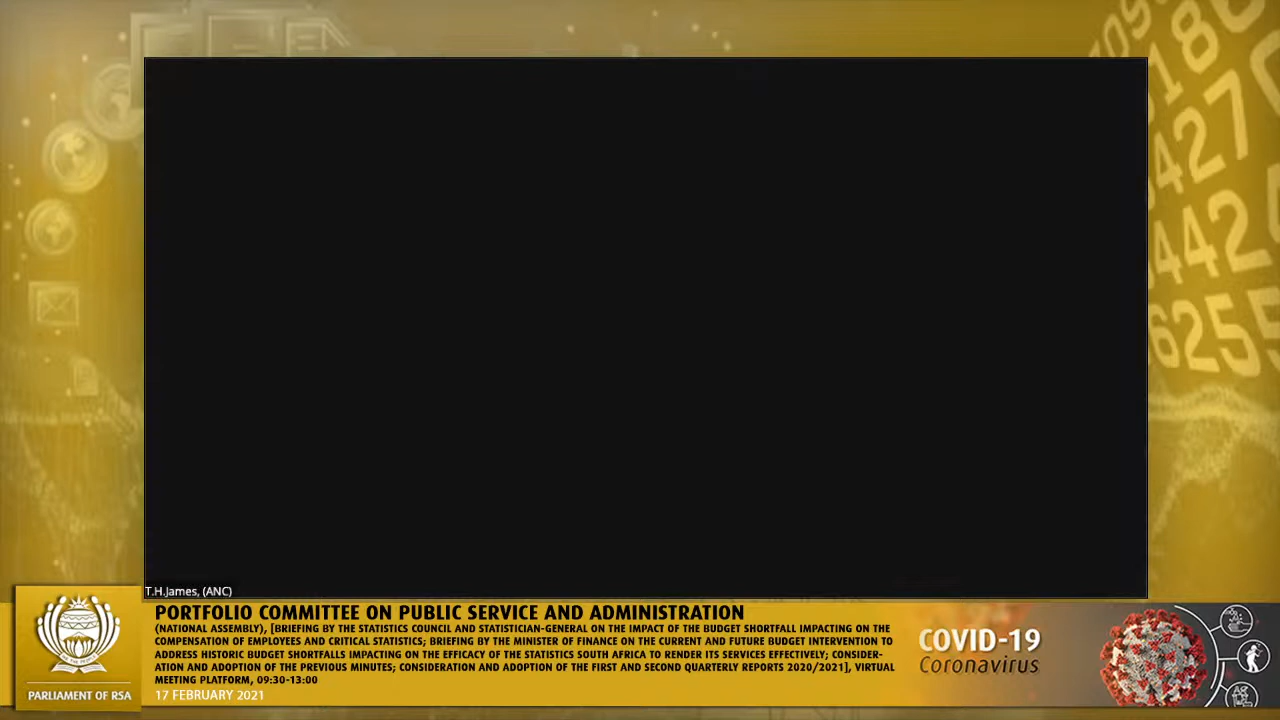 1095
9186
4270
442
6255
T.H.James, (ANC)
PORTFOLIO COMMITTEE ON PUBLIC SERVICE AND ADMINISTRATION
(NATIONAL ASSEMBLY), [BRIEFING BY THE STATISTICS COUNCIL AND STATISTICIAN-GENERAL ON THE IMPACT OF THE BUDGET SHORTFALL IMPACTING ON THE
COMPENSATION OF EMPLOYEES AND CRITICAL STATISTICS; BRIEFING BY THE MINISTER OF FINANCE ON THE CURRENT AND FUTURE BUDGET INTERVENTION TO
ADDRESS HISTORIC BUDGET SHORTFALLS IMPACTING ON THE EFFICACY OF THE STATISTICS SOUTH AFRICA TO RENDER ITS SERVICES EFFECTIVELY; CONSIDER-
ATION AND ADOPTION OF THE PREVIOUS MINUTES; CONSIDERATION AND ADOPTION OF THE FIRST AND SECOND QUARTERLY REPORTS 2020/2021], VIRTUAL
MEETING PLATFORM, 09:30-13:00
17 FEBRUARY 2021
PARLIAMENT OF RSA
COVID-19
Coronavirus